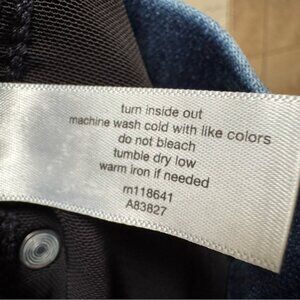 turn inside out
machine wash cold with like colors
do not bleach
tumble dry low
warm iron if needed
rn118641
A83827